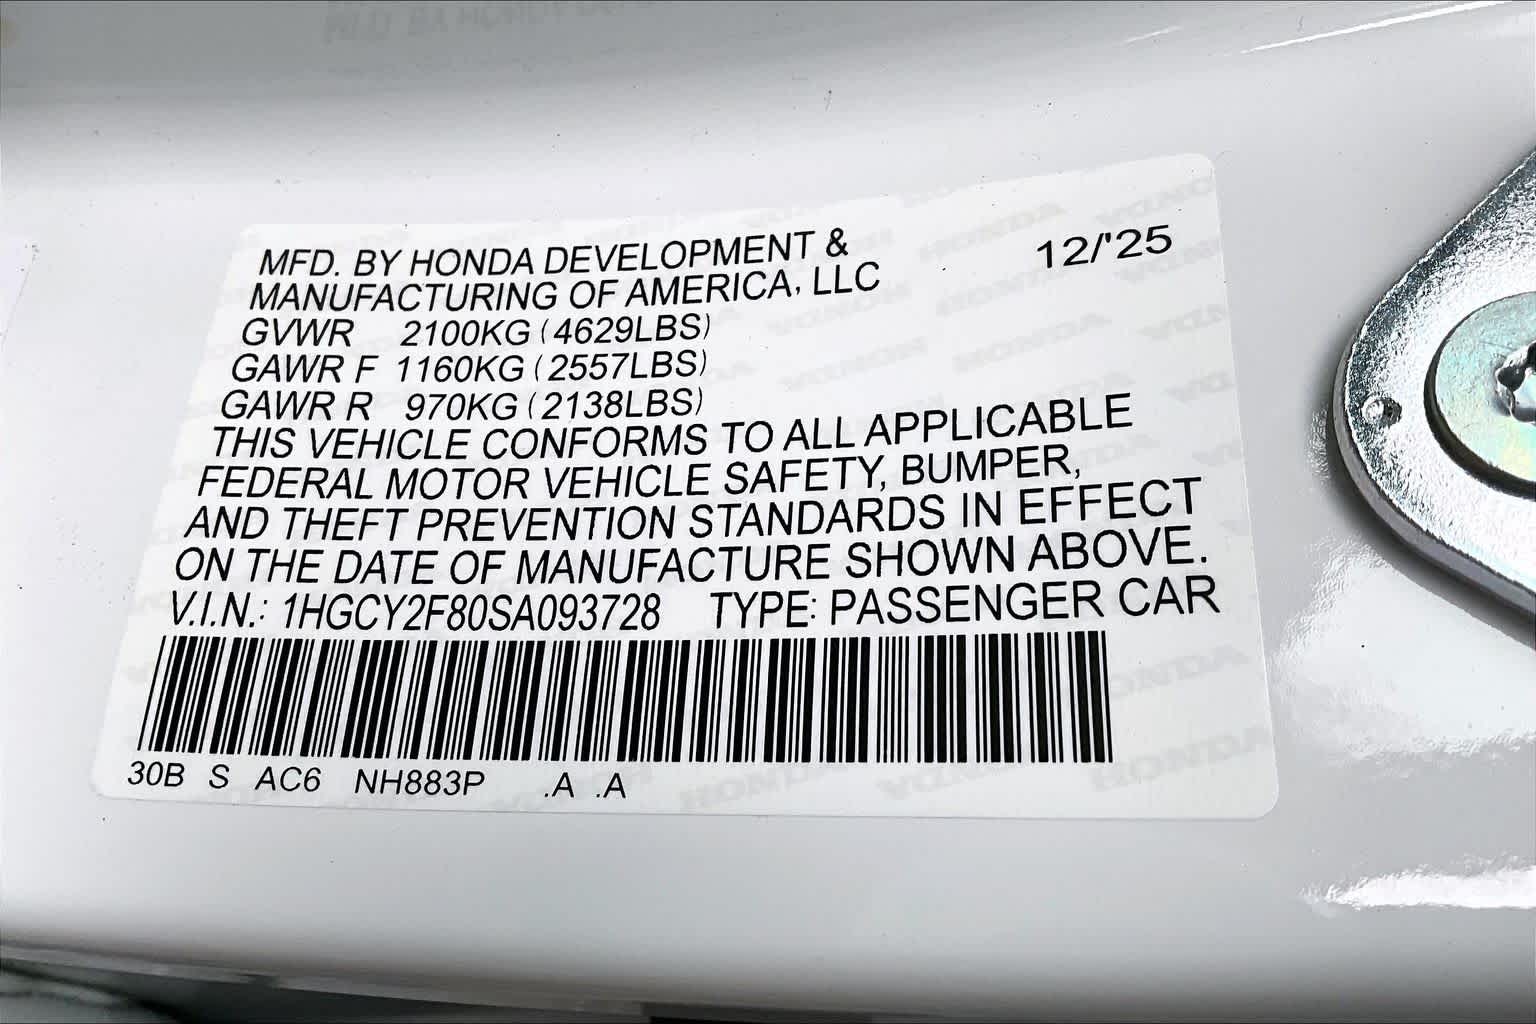 MFD. BY HONDA DEVELOPMENT &
MANUFACTURING OF AMERICA, LLC
12/'25
GVWR 2100KG (4629LBS)
GAWR F 1160KG (2557LBS)
GAWR R 970KG (2138LBS)
THIS VEHICLE CONFORMS TO ALL APPLICABLE
FEDERAL MOTOR VEHICLE SAFETY, BUMPER,
AND THEFT PREVENTION STANDARDS IN EFFECT
ON THE DATE OF MANUFACTURE SHOWN ABOVE.
V.I.N.: 1HGCY2F80SA093728 TYPE: PASSENGER CAR
30B S AC6 NH883P .A .A